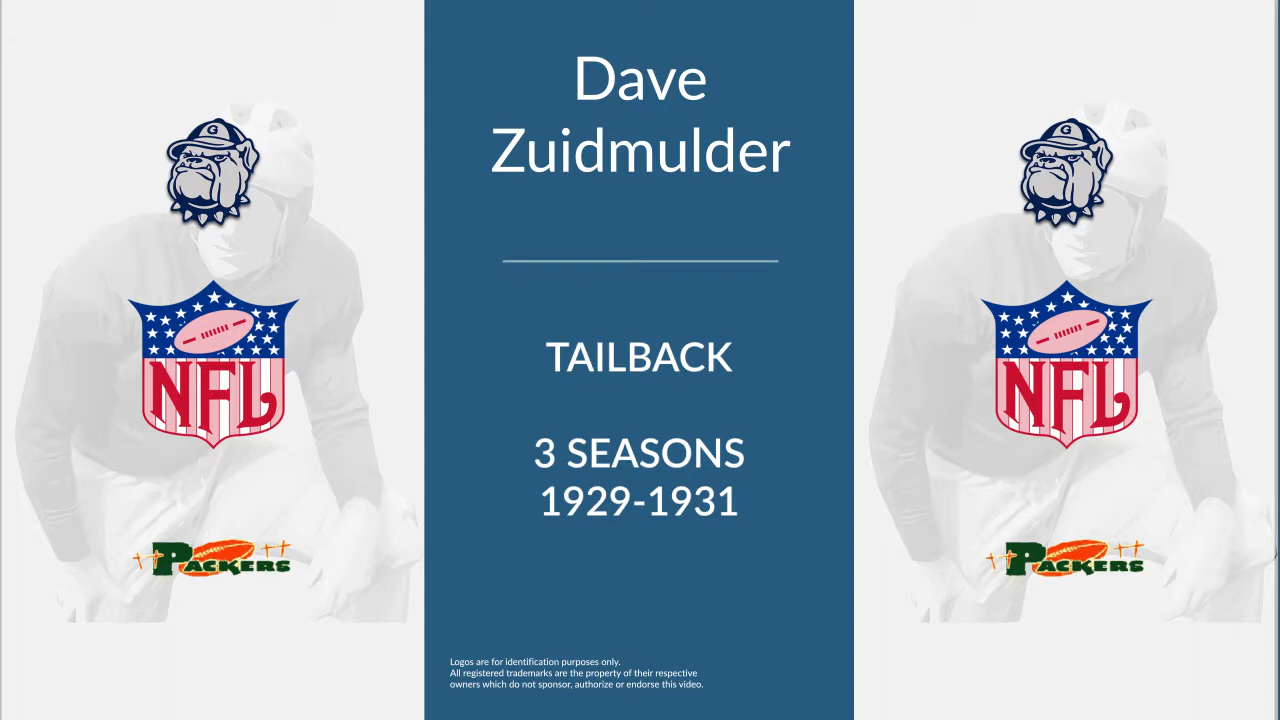 Dave
Zuidmulder
TAILBACK
3 SEASONS
1929-1931
G
NFL
PACKERS
G
NFL
PACKERS
Logos are for identification purposes only.
All registered trademarks are the property of their respective
owners which do not sponsor, authorize or endorse this video.